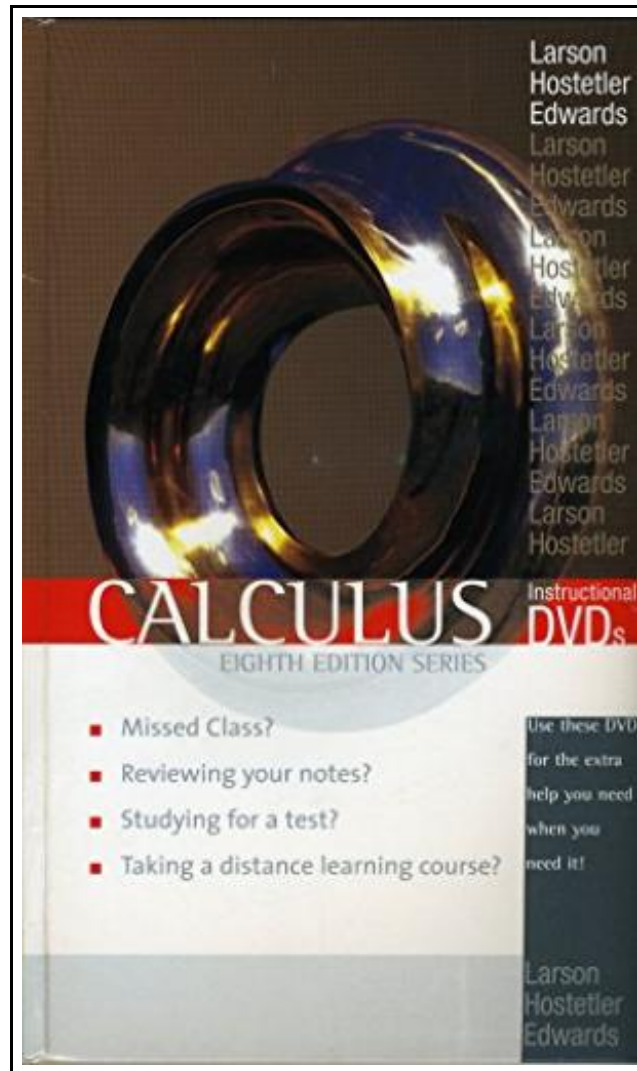 Larson
Hostetler
Edwards
Larson
Hostetler
Edwards
Larson
Hostetler
Edwards
Larson
Hostetler
Edwards
Larson
Hostetler
Edwards
Larson
Hostetler
CALCULUS
Instructional
DVDs
EIGHTH EDITION SERIES
Missed Class?
Reviewing your notes?
Studying for a test?
Taking a distance learning course?
Use these DVD
for the extra
help you need
when you
need it!
Larson
Hostetler
Edwards